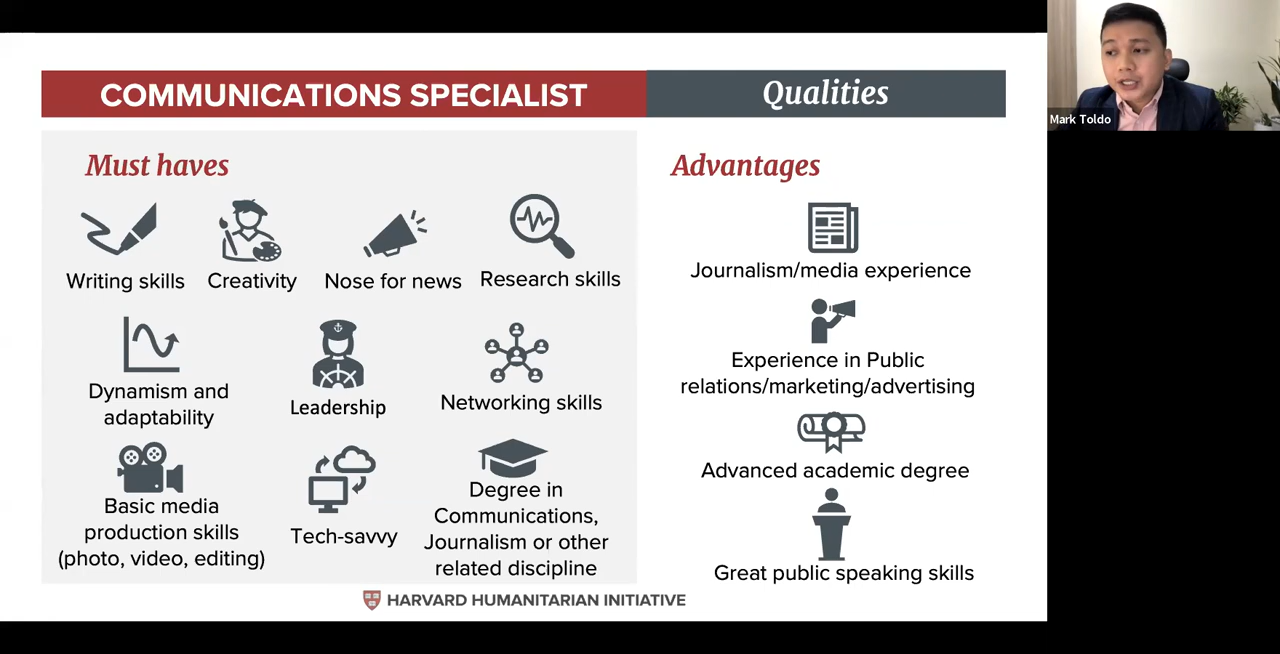 COMMUNICATIONS SPECIALIST
Qualities
Mark Toldo
Must haves
Writing skills
Creativity
Nose for news
Research skills
Dynamism and
adaptability
Leadership
Networking skills
Basic media
production skills
(photo, video, editing)
Tech-savvy
Degree in
Communications,
Journalism or other
related discipline
Advantages
Journalism/media experience
Experience in Public
relations/marketing/advertising
Advanced academic degree
Great public speaking skills
HARVARD HUMANITARIAN INITIATIVE